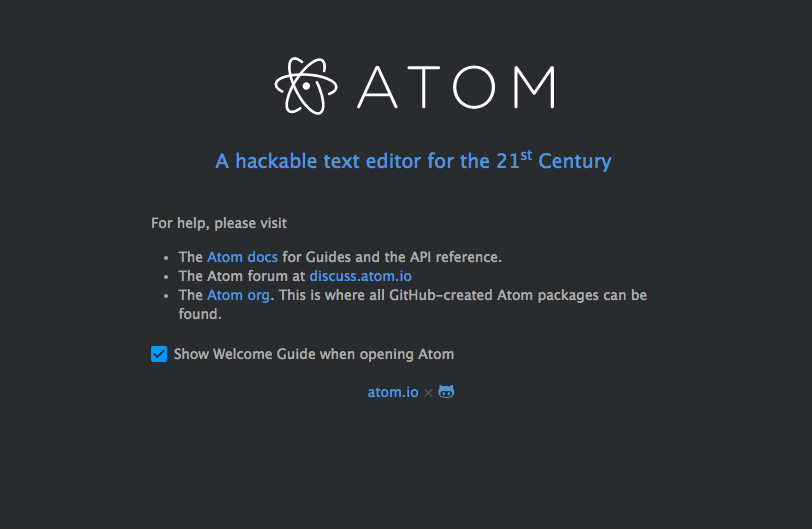 ATOM
A hackable text editor for the 21st Century
For help, please visit
• The Atom docs for Guides and the API reference.
• The Atom forum at discuss.atom.io
• The Atom org. This is where all GitHub-created Atom packages can be
found.
Show Welcome Guide when opening Atom
atom.io ×